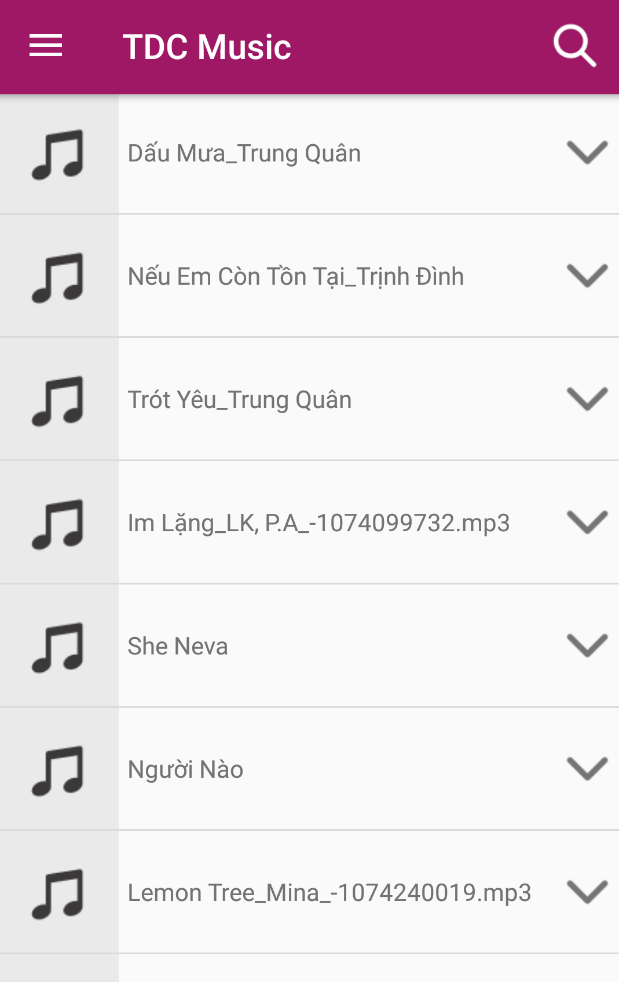 TDC Music
Dấu Mưa_Trung Quân
Nếu Em Còn Tồn Tại_Trịnh Đình
Trót Yêu_Trung Quân
Im Lặng_LK, P.A_-1074099732.mp3
She Neva
Người Nào
Lemon Tree_Mina_-1074240019.mp3